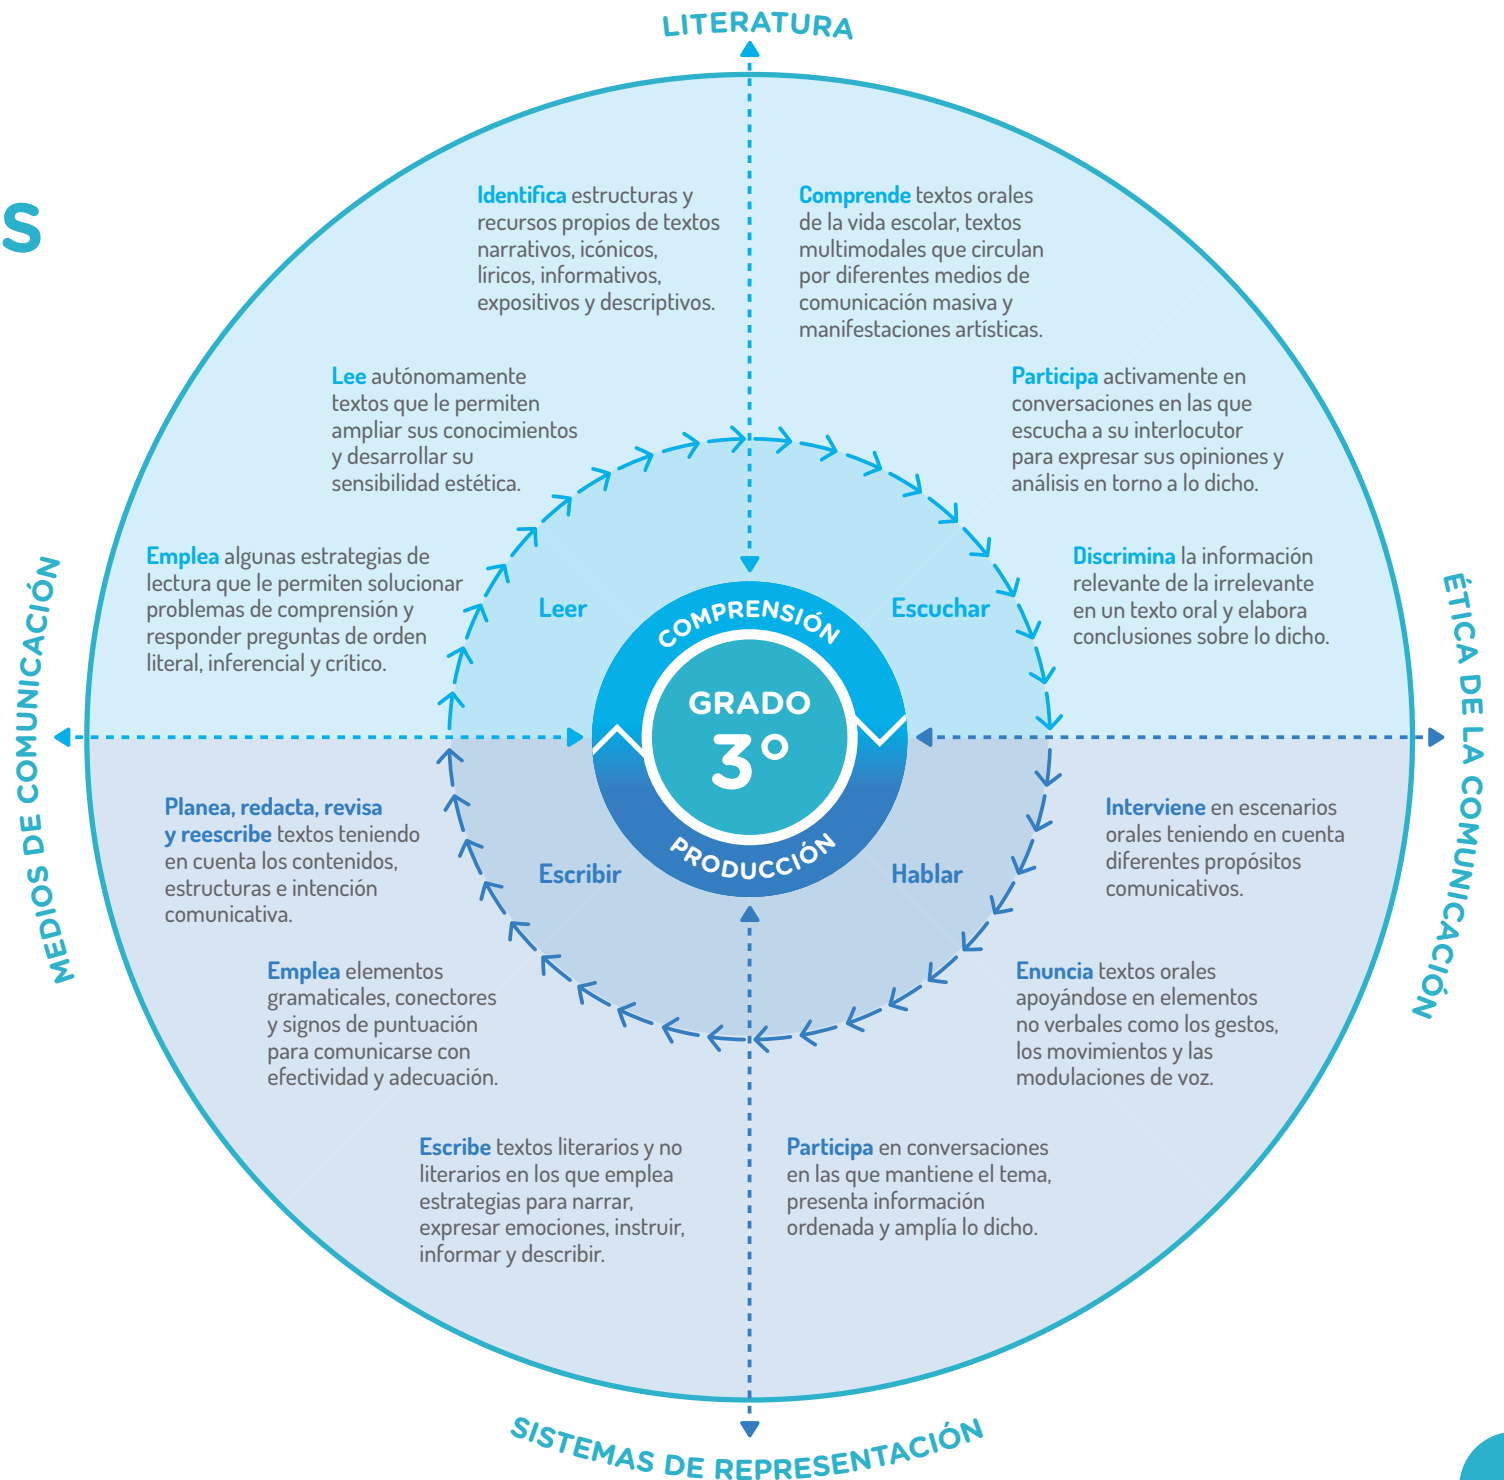 LITERATURA
S
Identifica estructuras y
recursos propios de textos
narrativos, icónicos,
líricos, informativos,
expositivos y descriptivos.
Comprende textos orales
de la vida escolar, textos
multimodales que circulan
por diferentes medios de
comunicación masiva y
manifestaciones artísticas.
Lee autónomamente
textos que le permiten
ampliar sus conocimientos
y desarrollar su
sensibilidad estética.
Participa activamente en
conversaciones en las que
escucha a su interlocutor
para expresar sus opiniones y
análisis en torno a lo dicho.
Emplea algunas estrategias de
lectura que le permiten solucionar
problemas de comprensión y
responder preguntas de orden
literal, inferencial y crítico.
Discrimina la información
relevante de la irrelevante
en un texto oral y elabora
conclusiones sobre lo dicho.
Leer
Escuchar
COMPRENSIÓN
GRADO
3°
PRODUCCIÓN
MEDIOS DE COMUNICACIÓN
ÉTICA DE LA COMUNICACIÓN
Escribir
Hablar
Planea, redacta, revisa
y reescribe textos teniendo
en cuenta los contenidos,
estructuras e intención
comunicativa.
Interviene en escenarios
orales teniendo en cuenta
diferentes propósitos
comunicativos.
Emplea elementos
gramaticales, conectores
y signos de puntuación
para comunicarse con
efectividad y adecuación.
Enuncia textos orales
apoyándose en elementos
no verbales como los gestos,
los movimientos y las
modulaciones de voz.
Escribe textos literarios y no
literarios en los que emplea
estrategias para narrar,
expresar emociones, instruir,
informar y describir.
Participa en conversaciones
en las que mantiene el tema,
presenta información
ordenada y amplía lo dicho.
SISTEMAS DE REPRESENTACIÓN